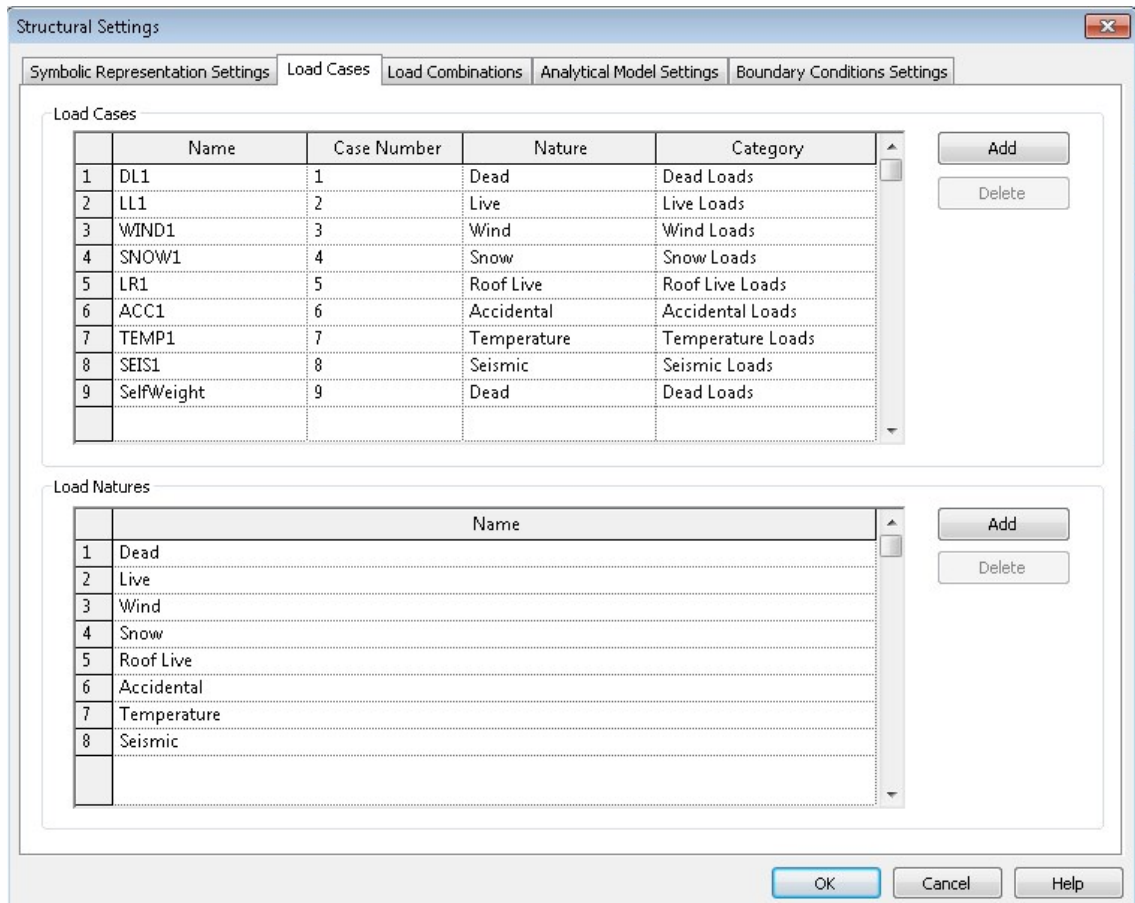 Structural Settings
Symbolic Representation Settings Load Cases Load Combinations Analytical Model Settings Boundary Conditions Settings
Load Cases
Name Case Number Nature Category Add
1 DL1 1 Dead Dead Loads
2 LL1 2 Live Live Loads Delete
3 WIND1 3 Wind Wind Loads
4 SNOW1 4 Snow Snow Loads
5 LR1 5 Roof Live Roof Live Loads
6 ACC1 6 Accidental Accidental Loads
7 TEMP1 7 Temperature Temperature Loads
8 SEIS1 8 Seismic Seismic Loads
9 SelfWeight 9 Dead Dead Loads
Load Natures
Name Add
1 Dead
2 Live Delete
3 Wind
4 Snow
5 Roof Live
6 Accidental
7 Temperature
8 Seismic
OK Cancel Help